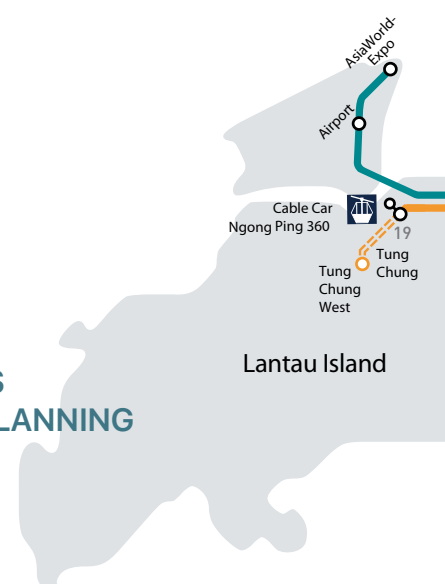 AsiaWorld-
Expo
Airport
Cable Car
Ngong Ping 360
19
Tung
Chung
Tung
Chung
West
Lantau Island
LANNING